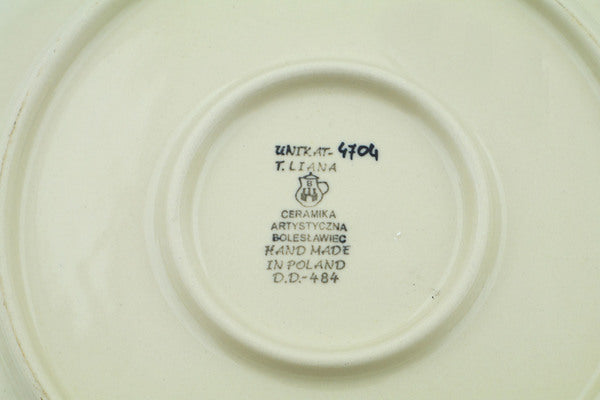 UNIKAT- 4704
T. LIANA
B
CERAMIKA
ARTYSTYCZNA
BOLESŁAWIEC
HAND MADE
IN POLAND
D.D.-484